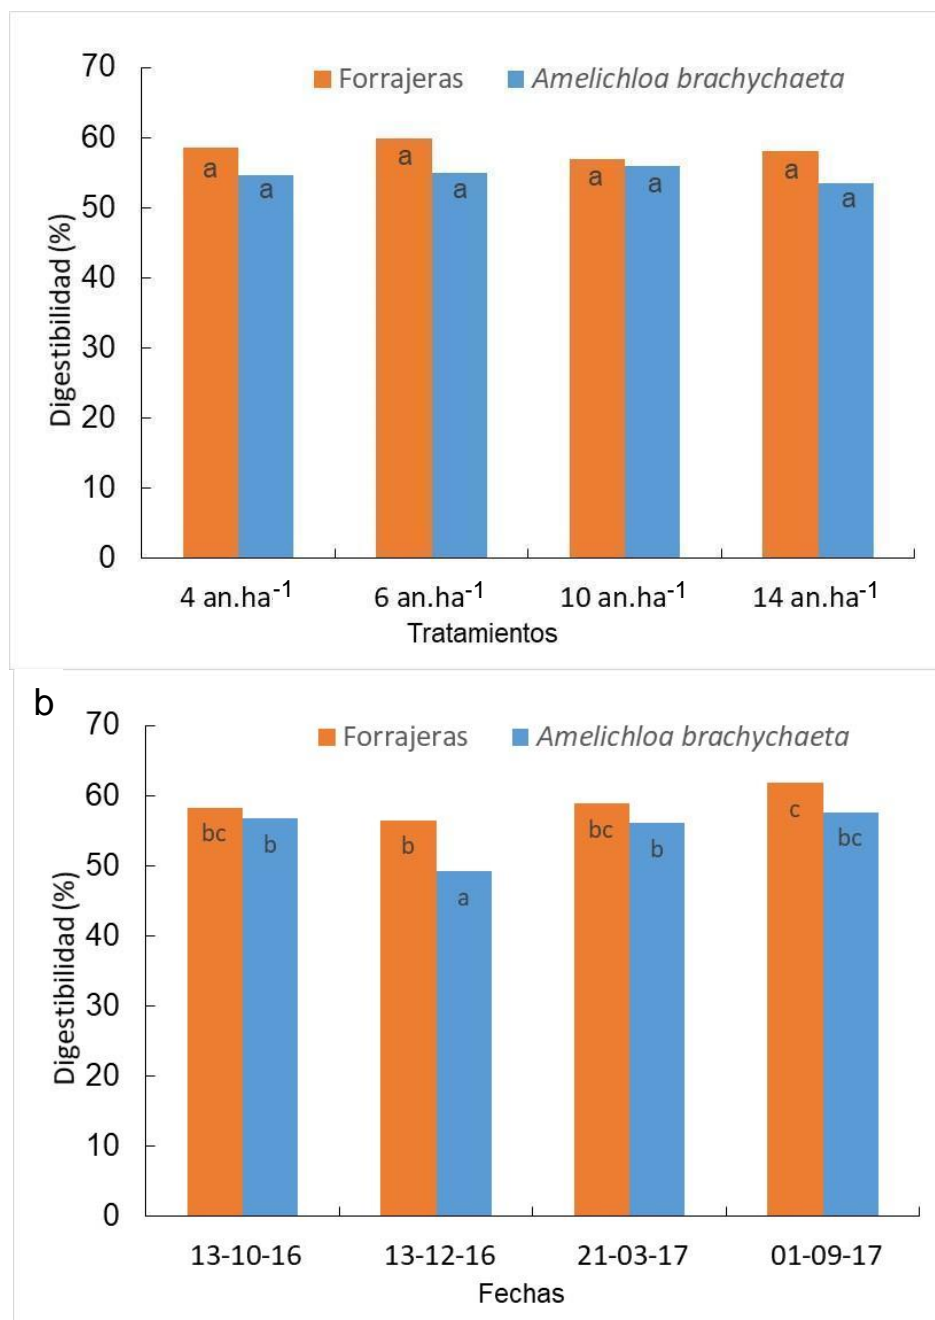 70
Forrajeras Amelichloa brachychaeta
60
a a a a a a a a
50
40
30
20
10
0
Digestibilidad (%)
4 an.ha-1 6 an.ha-1 10 an.ha-1 14 an.ha-1
Tratamientos
b
70
Forrajeras Amelichloa brachychaeta
60
bc b b a bc b c bc
50
40
30
20
10
0
Digestibilidad (%)
13-10-16 13-12-16 21-03-17 01-09-17
Fechas